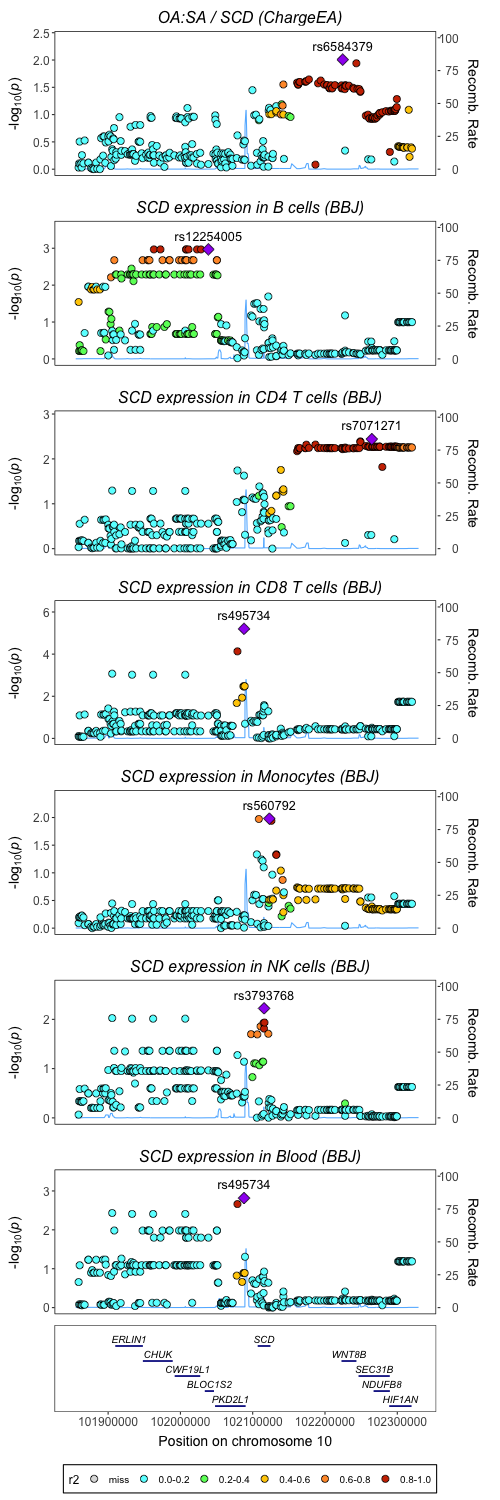 OA:SA / SCD (ChargeEA)
rs6584379
-log10(p)
2.5
2.0
1.5
1.0
0.5
0.0
100
75
50
25
0
Recomb. Rate
SCD expression in B cells (BBJ)
rs12254005
-log10(p)
3
2
1
0
100
75
50
25
0
Recomb. Rate
SCD expression in CD4 T cells (BBJ)
rs7071271
-log10(p)
3
2
1
0
100
75
50
25
0
Recomb. Rate
SCD expression in CD8 T cells (BBJ)
rs495734
-log10(p)
6
4
2
0
100
75
50
25
0
Recomb. Rate
SCD expression in Monocytes (BBJ)
rs560792
-log10(p)
2.0
1.5
1.0
0.5
0.0
100
75
50
25
0
Recomb. Rate
SCD expression in NK cells (BBJ)
rs3793768
-log10(p)
2
1
0
100
75
50
25
0
Recomb. Rate
SCD expression in Blood (BBJ)
rs495734
-log10(p)
3
2
1
0
100
75
50
25
0
Recomb. Rate
ERLIN1 SCD
CHUK WNT8B
CWF19L1 SEC31B
BLOC1S2 NDUFB8
PKD2L1 HIF1AN
101900000 102000000 102100000 102200000 102300000
Position on chromosome 10
r2 miss 0.0-0.2 0.2-0.4 0.4-0.6 0.6-0.8 0.8-1.0